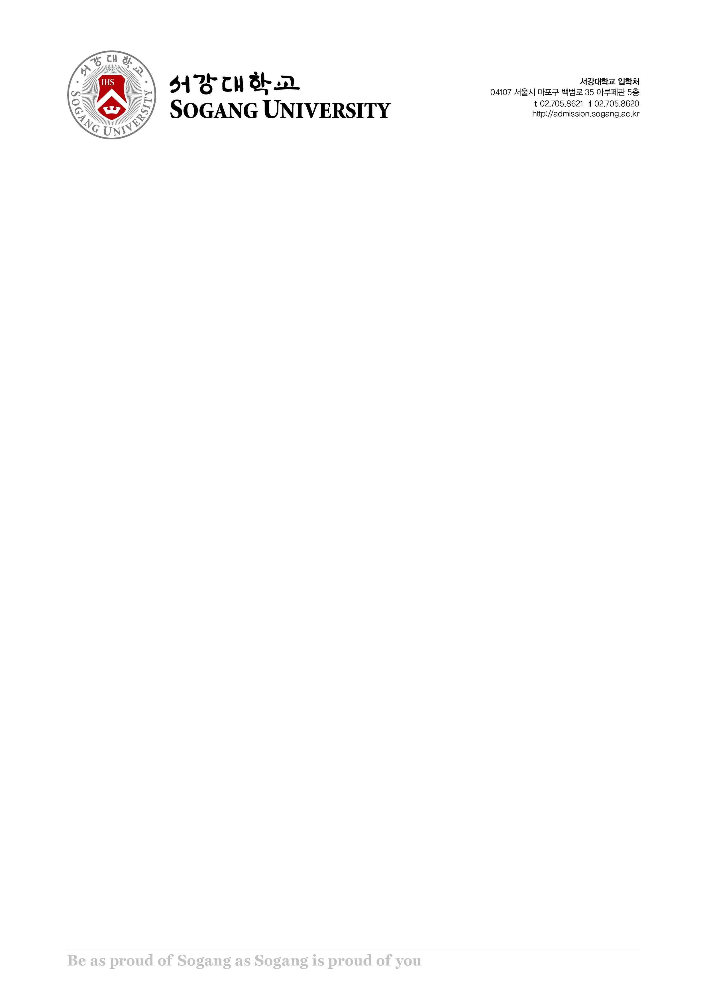 서강대학교
1960
IHS
SOGANG UNIVERSITY
서강대학교
SOGANG UNIVERSITY
서강대학교 입학처
04107 서울시 마포구 백범로 35 아루페관 5층
t 02.705.8621 f 02.705.8620
http://admission.sogang.ac.kr
Be as proud of Sogang as Sogang is proud of you